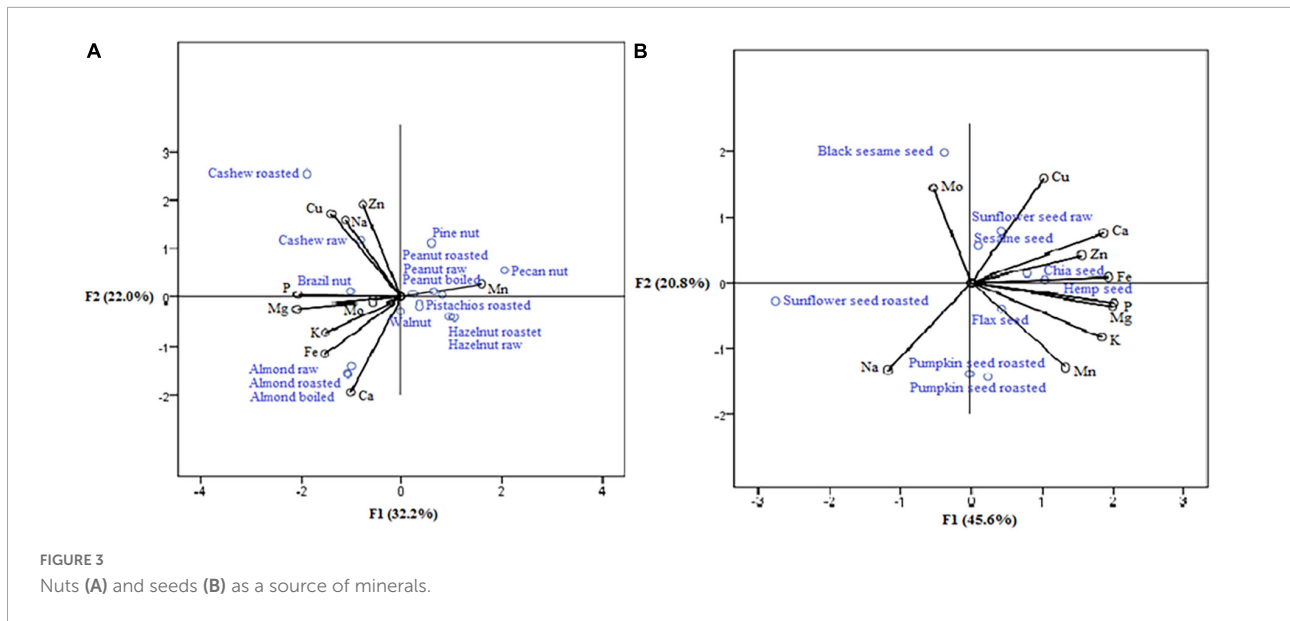 A
3
2
1
0
-1
-2
F2 (22.0%)
-4
-2
0
2
4
F1 (32.2%)
Cashew roasted
Cu
Zn
Na
Cashew raw
Pine nut
Peanut roasted
Peanut raw
Pecan nut
Peanut boiled
Brazil nut
Mn
P
Mg
Mo
Pistachios roasted
K
Walnut
Hazelnut roastet
Hazelnut raw
Fe
Almond raw
Almond roasted
Almond boiled
Ca
B
2
1
0
-1
-2
F2 (20.8%)
-3
-2
-1
0
1
2
3
F1 (45.6%)
Black sesame seed
Mo
Cu
Sunflower seed raw
Ca
Sesame seed
Zn
Chia seed
Fe
Hemp seed
Sunflower seed roasted
P
Mg
Flax seed
K
Na
Pumpkin seed roasted
Mn
Pumpkin seed roasted
FIGURE 3
Nuts (A) and seeds (B) as a source of minerals.